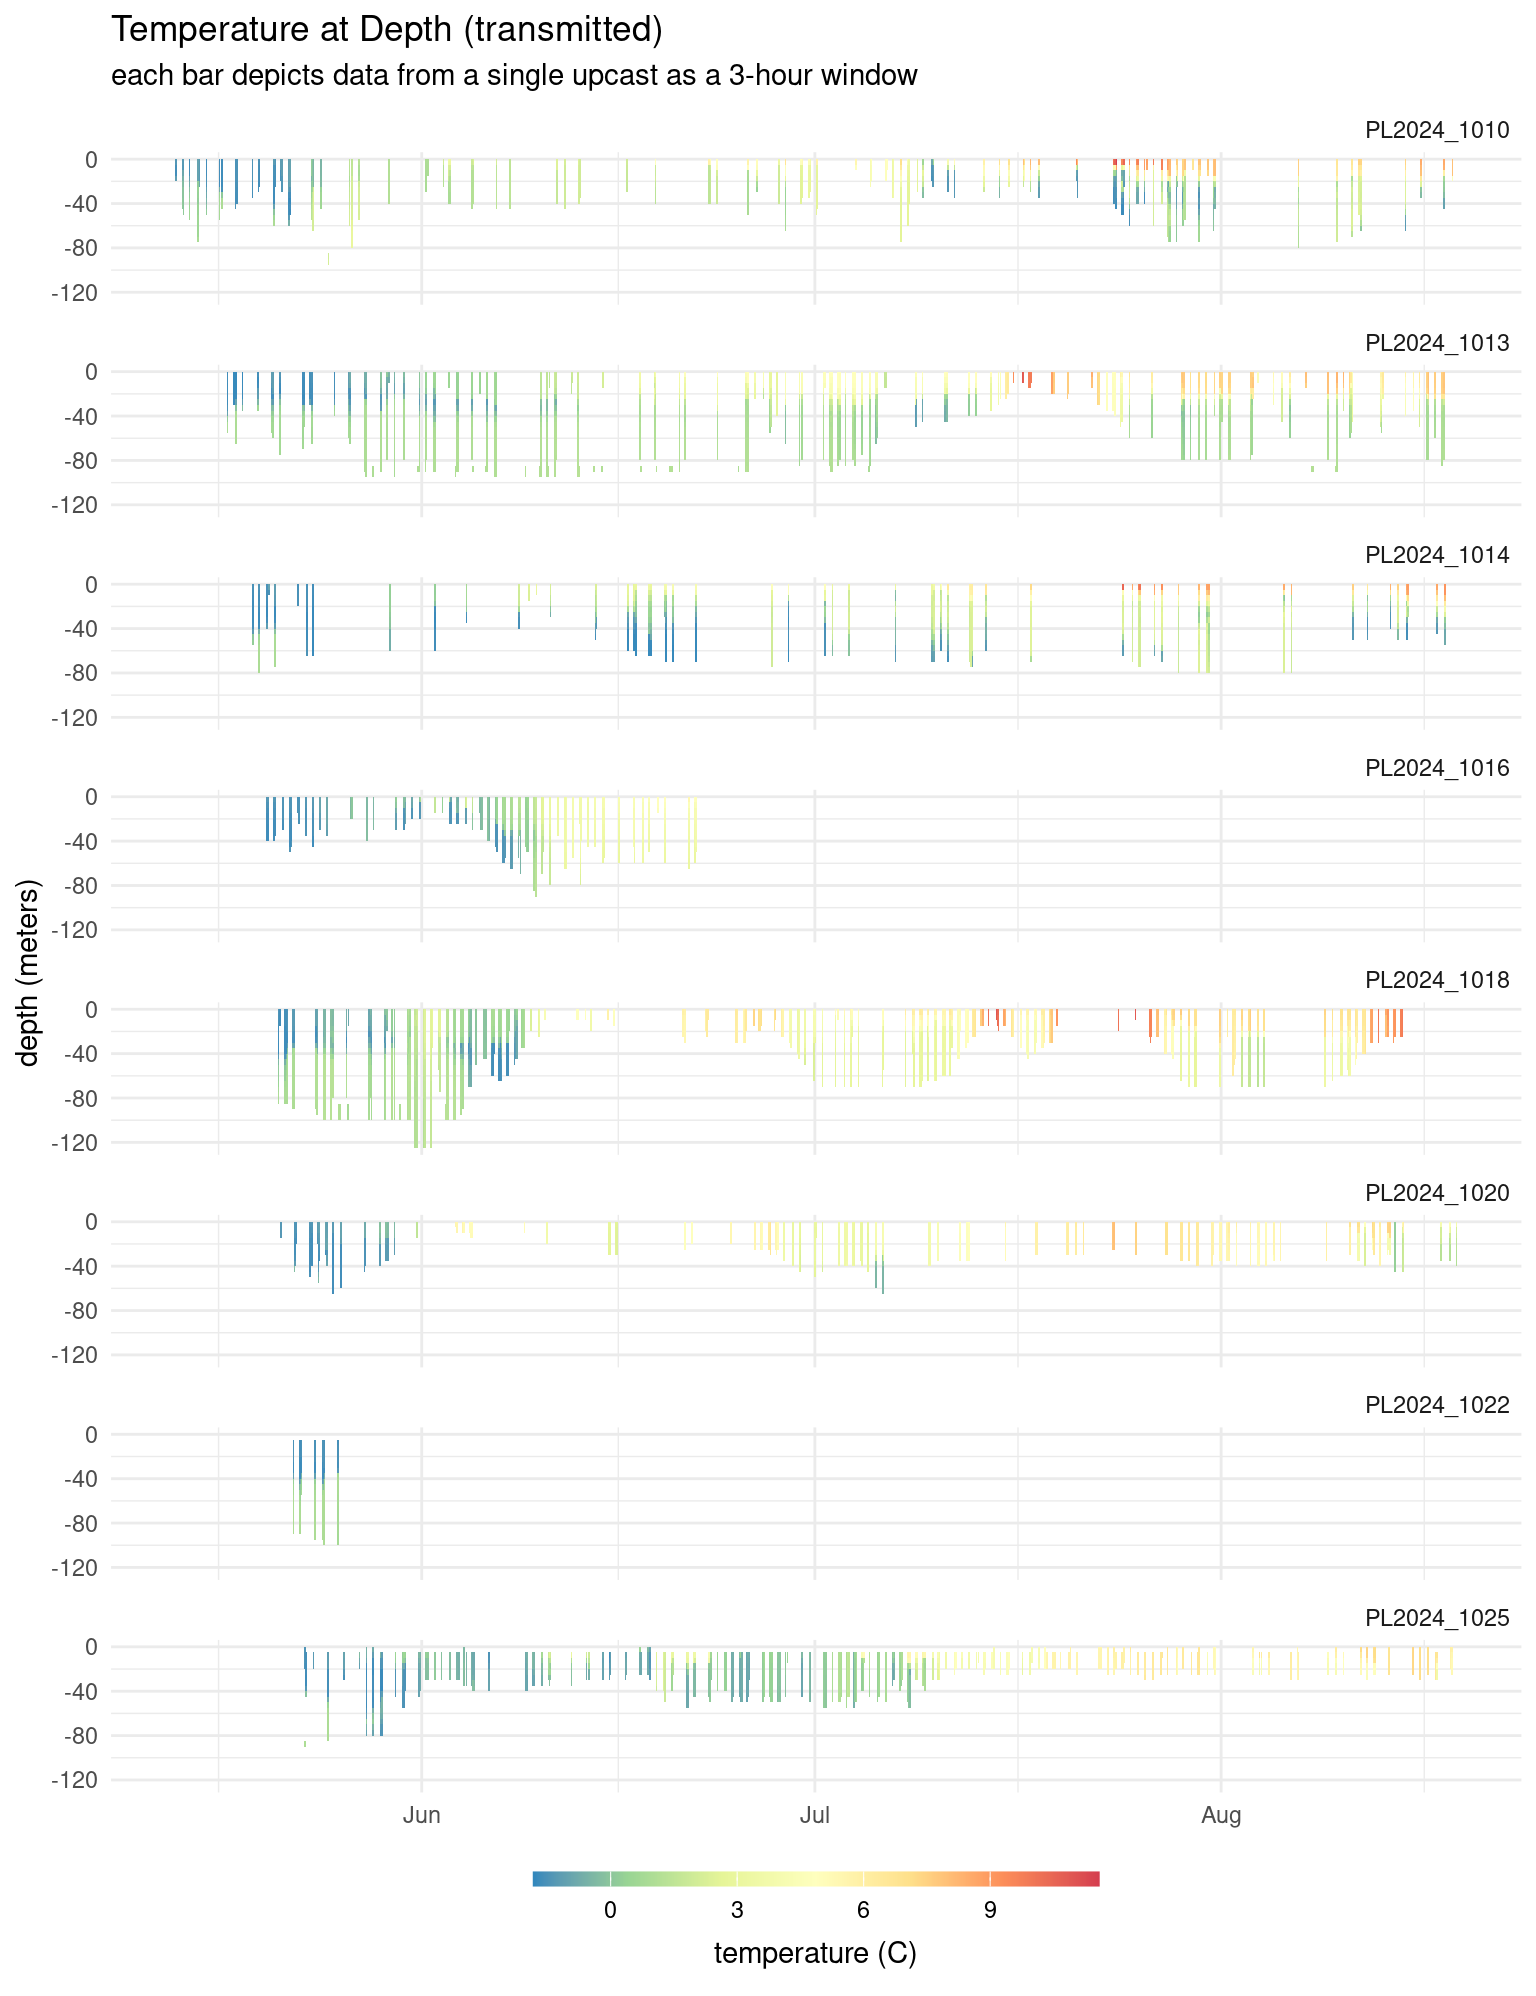 Temperature at Depth (transmitted)
each bar depicts data from a single upcast as a 3-hour window
depth (meters)
PL2024_1010
0
-40
-80
-120
PL2024_1013
0
-40
-80
-120
PL2024_1014
0
-40
-80
-120
PL2024_1016
0
-40
-80
-120
PL2024_1018
0
-40
-80
-120
PL2024_1020
0
-40
-80
-120
PL2024_1022
0
-40
-80
-120
PL2024_1025
0
-40
-80
-120
Jun Jul Aug
0 3 6 9
temperature (C)